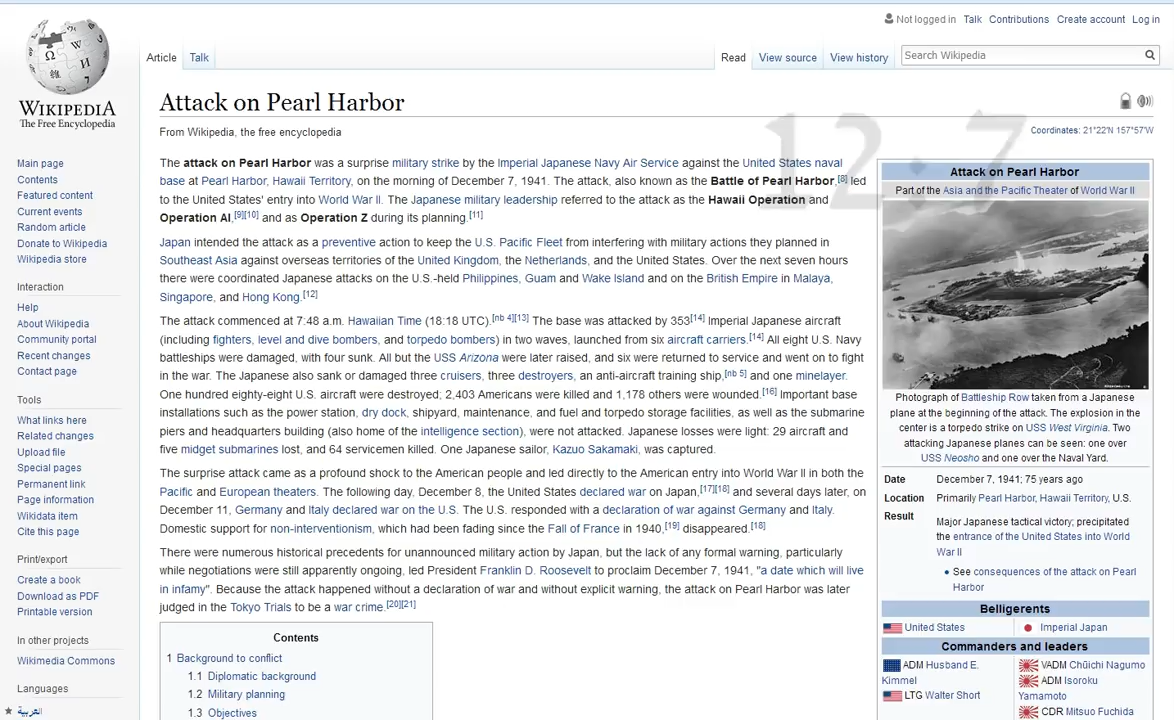 Not logged in Talk Contributions Create account Log in
Article Talk Read View source View history Search Wikipedia
WIKIPEDIA
The Free Encyclopedia
Main page
Contents
Featured content
Current events
Random article
Donate to Wikipedia
Wikipedia store
Interaction
Help
About Wikipedia
Community portal
Recent changes
Contact page
Tools
What links here
Related changes
Upload file
Special pages
Permanent link
Page information
Wikidata item
Cite this page
Print/export
Create a book
Download as PDF
Printable version
In other projects
Wikimedia Commons
Languages
العربية
Attack on Pearl Harbor
From Wikipedia, the free encyclopedia
Coordinates: 21°22′N 157°57′W
12.7
The attack on Pearl Harbor was a surprise military strike by the Imperial Japanese Navy Air Service against the United States naval
base at Pearl Harbor, Hawaii Territory, on the morning of December 7, 1941. The attack, also known as the Battle of Pearl Harbor,[8] led
to the United States' entry into World War II. The Japanese military leadership referred to the attack as the Hawaii Operation and
Operation AI,[9][10] and as Operation Z during its planning.[11]
Japan intended the attack as a preventive action to keep the U.S. Pacific Fleet from interfering with military actions they planned in
Southeast Asia against overseas territories of the United Kingdom, the Netherlands, and the United States. Over the next seven hours
there were coordinated Japanese attacks on the U.S.-held Philippines, Guam and Wake Island and on the British Empire in Malaya,
Singapore, and Hong Kong.[12]
The attack commenced at 7:48 a.m. Hawaiian Time (18:18 UTC).[nb 4][13] The base was attacked by 353[14] Imperial Japanese aircraft
(including fighters, level and dive bombers, and torpedo bombers) in two waves, launched from six aircraft carriers.[14] All eight U.S. Navy
battleships were damaged, with four sunk. All but the USS Arizona were later raised, and six were returned to service and went on to fight
in the war. The Japanese also sank or damaged three cruisers, three destroyers, an anti-aircraft training ship,[nb 5] and one minelayer.
One hundred eighty-eight U.S. aircraft were destroyed; 2,403 Americans were killed and 1,178 others were wounded.[16] Important base
installations such as the power station, dry dock, shipyard, maintenance, and fuel and torpedo storage facilities, as well as the submarine
piers and headquarters building (also home of the intelligence section), were not attacked. Japanese losses were light: 29 aircraft and
five midget submarines lost, and 64 servicemen killed. One Japanese sailor, Kazuo Sakamaki, was captured.
The surprise attack came as a profound shock to the American people and led directly to the American entry into World War II in both the
Pacific and European theaters. The following day, December 8, the United States declared war on Japan,[17][18] and several days later, on
December 11, Germany and Italy declared war on the U.S. The U.S. responded with a declaration of war against Germany and Italy.
Domestic support for non-interventionism, which had been fading since the Fall of France in 1940,[19] disappeared.[18]
There were numerous historical precedents for unannounced military action by Japan, but the lack of any formal warning, particularly
while negotiations were still apparently ongoing, led President Franklin D. Roosevelt to proclaim December 7, 1941, "a date which will live
in infamy". Because the attack happened without a declaration of war and without explicit warning, the attack on Pearl Harbor was later
judged in the Tokyo Trials to be a war crime.[20][21]
Contents
1 Background to conflict
1.1 Diplomatic background
1.2 Military planning
1.3 Objectives
Attack on Pearl Harbor
Part of the Asia and the Pacific Theater of World War II
Photograph of Battleship Row taken from a Japanese
plane at the beginning of the attack. The explosion in the
center is a torpedo strike on USS West Virginia. Two
attacking Japanese planes can be seen: one over
USS Neosho and one over the Naval Yard.
Date December 7, 1941; 75 years ago
Location Primarily Pearl Harbor, Hawaii Territory, U.S.
Result Major Japanese tactical victory; precipitated
the entrance of the United States into World
War II
• See consequences of the attack on Pearl
Harbor
Belligerents
United States Imperial Japan
Commanders and leaders
ADM Husband E.
Kimmel
LTG Walter Short
VADM Chūichi Nagumo
ADM Isoroku
Yamamoto
CDR Mitsuo Fuchida